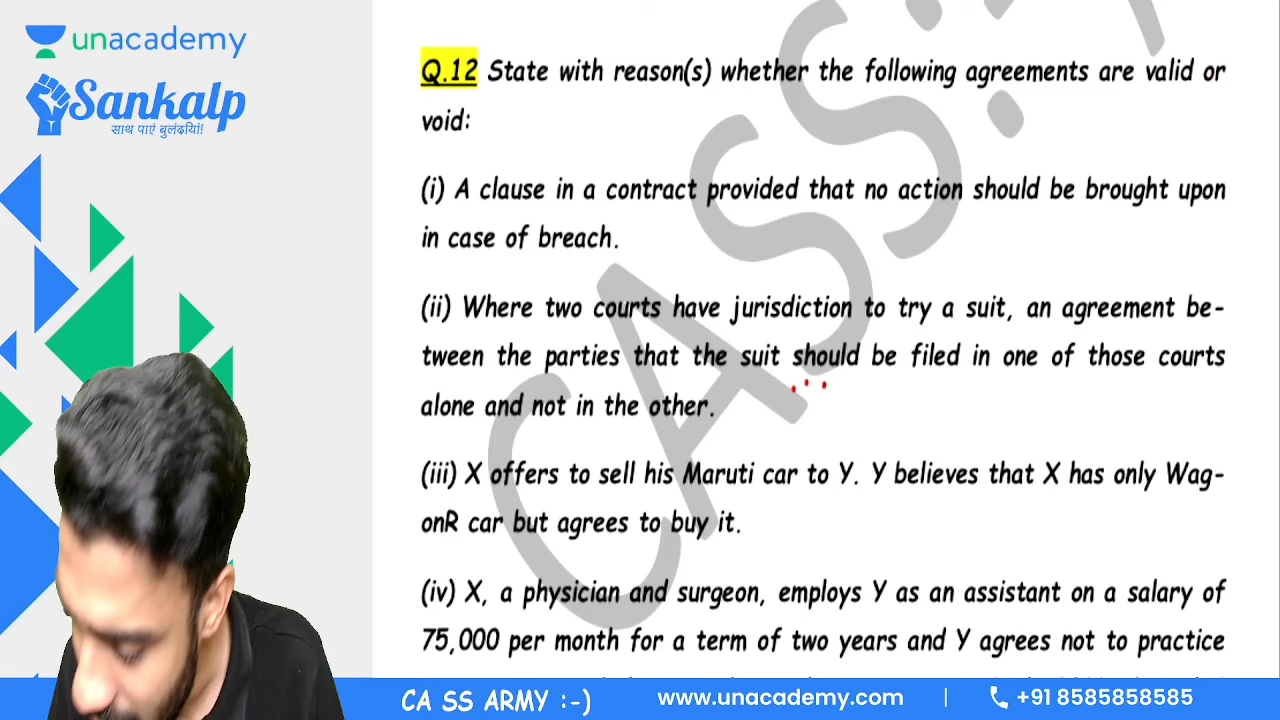 unacademy
Sankalp
साथ पाएं बुलंदियां!
Q.12 State with reason(s) whether the following agreements are valid or
void:
(i) A clause in a contract provided that no action should be brought upon
in case of breach.
(ii) Where two courts have jurisdiction to try a suit, an agreement be-
tween the parties that the suit should be filed in one of those courts
alone and not in the other.
(iii) X offers to sell his Maruti car to Y. Y believes that X has only Wag-
onR car but agrees to buy it.
(iv) X, a physician and surgeon, employs Y as an assistant on a salary of
75,000 per month for a term of two years and Y agrees not to practice
CASS:-)
CA SS ARMY :-) www.unacademy.com | +91 8585858585